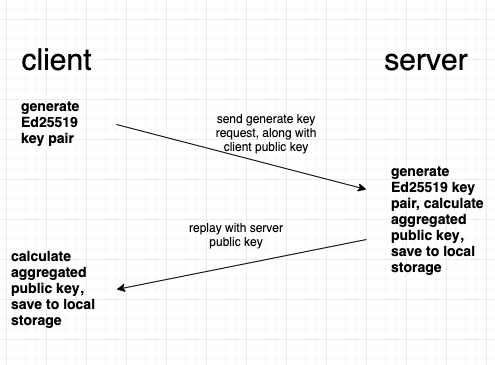 client
server
generate
Ed25519
key pair
send generate key
request, along with
client public key
generate
Ed25519 key
pair, calculate
aggregated
public key,
save to local
storage
replay with server
public key
calculate
aggregated
public key,
save to local
storage